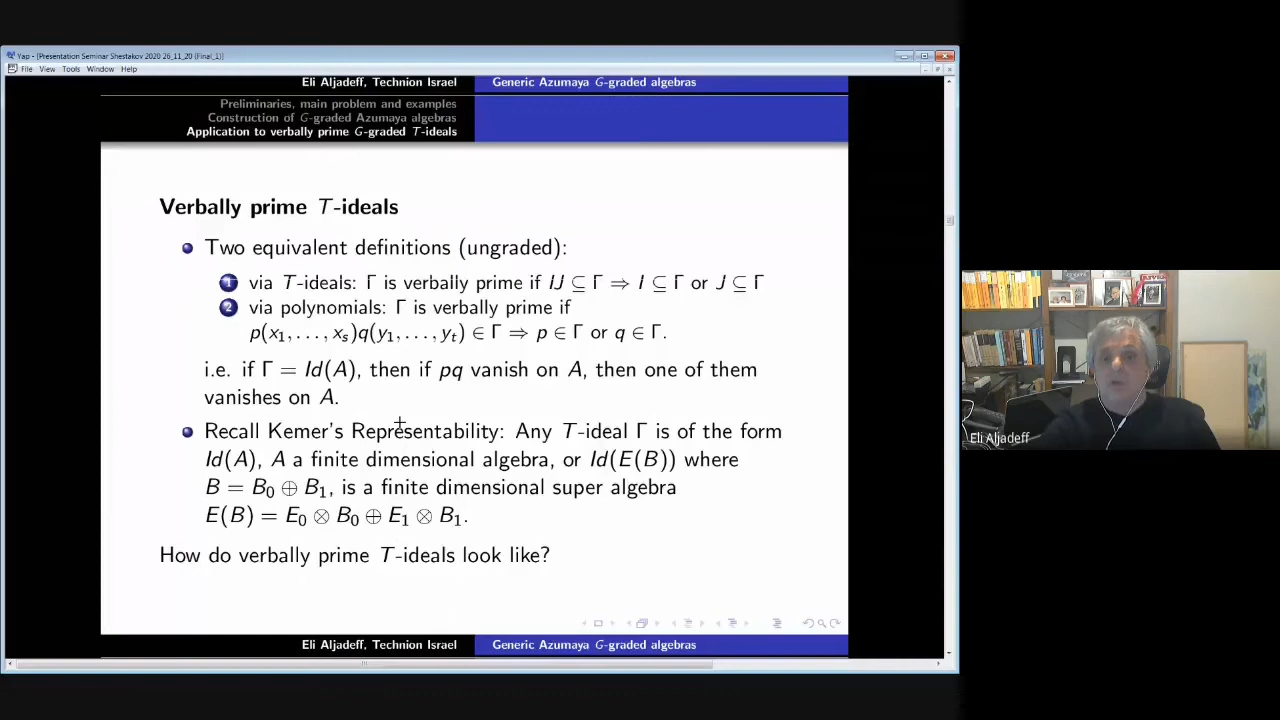 Yap - [Presentation Seminar Shestakov 2020 26_11_20 (Final_1)]
File View Tools Window Help
Eli Aljadeff, Technion Israel Generic Azumaya G-graded algebras
Preliminaries, main problem and examples
Construction of G-graded Azumaya algebras
Application to verbally prime G-graded T-ideals
Verbally prime T-ideals
Two equivalent definitions (ungraded):
1 via T-ideals: Γ is verbally prime if IJ ⊆ Γ ⇒ I ⊆ Γ or J ⊆ Γ
2 via polynomials: Γ is verbally prime if
p(x₁, . . . , xₛ)q(y₁, . . . , yₜ) ∈ Γ ⇒ p ∈ Γ or q ∈ Γ.
i.e. if Γ = Id(A), then if pq vanish on A, then one of them
vanishes on A.
Recall Kemer's Representability: Any T-ideal Γ is of the form
Id(A), A a finite dimensional algebra, or Id(E(B)) where
B = B₀ ⊕ B₁, is a finite dimensional super algebra
E(B) = E₀ ⊗ B₀ ⊕ E₁ ⊗ B₁.
How do verbally prime T-ideals look like?
Eli Aljadeff, Technion Israel Generic Azumaya G-graded algebras
Eli Aljadeff